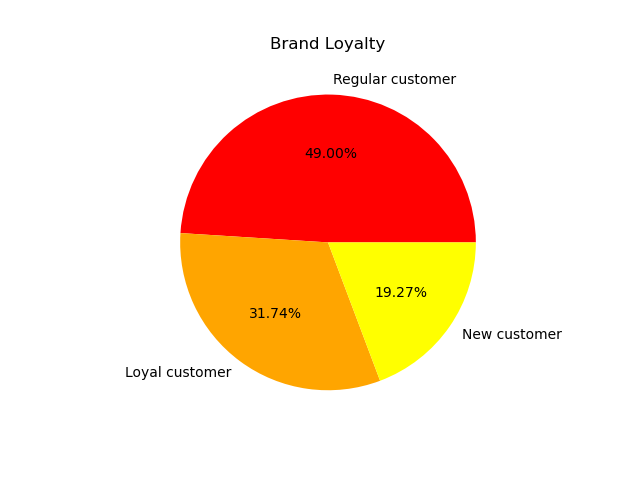 Brand Loyalty
Regular customer
49.00%
31.74%
19.27%
New customer
Loyal customer